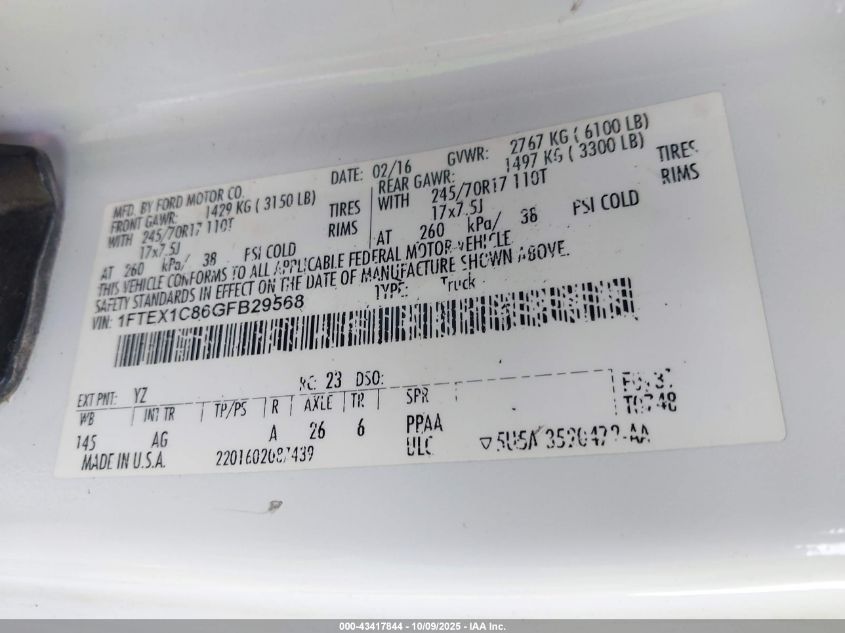 MFD. BY FORD MOTOR CO. DATE: 02/16 GVWR: 2767 KG ( 6100 LB)
FRONT GAWR: 1429 KG ( 3150 LB) REAR GAWR: 1497 KG ( 3300 LB)
WITH 245/70R17 110T TIRES WITH 245/70R17 110T TIRES
17x7.5J RIMS 17x7.5J RIMS
AT 260 kPa/ 38 PSI COLD AT 260 kPa/ 38 PSI COLD
THIS VEHICLE CONFORMS TO ALL APPLICABLE FEDERAL MOTOR VEHICLE
SAFETY STANDARDS IN EFFECT ON THE DATE OF MANUFACTURE SHOWN ABOVE.
VIN: 1FTEX1C86GFB29568 TYPE: Truck
EXT PNT: YZ RC: 23 DSO:
WB INT TR TP/PS R AXLE TR SPR
145 AG A 26 6 PPAA
ULC
MADE IN U.S.A.
000-43417844 | 10/09/2025 - IAA Inc.